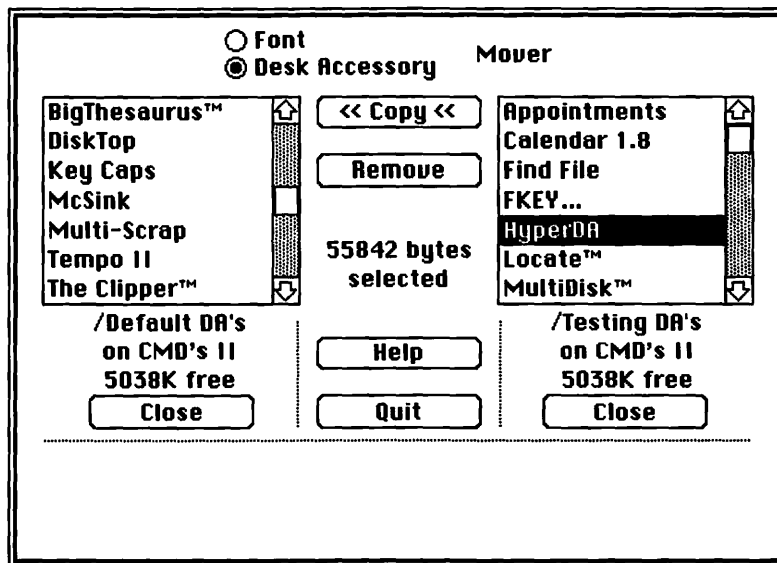 Font
Desk Accessory
Mover
BigThesaurus™
DiskTop
Key Caps
McSink
Multi-Scrap
Tempo II
The Clipper™
<< Copy <<
Remove
55842 bytes
selected
Appointments
Calendar 1.8
Find File
FKEY...
HyperDA
Locate™
MultiDisk™
/Default DA's
on CMD's II
5038K free
Close
Help
Quit
/Testing DA's
on CMD's II
5038K free
Close